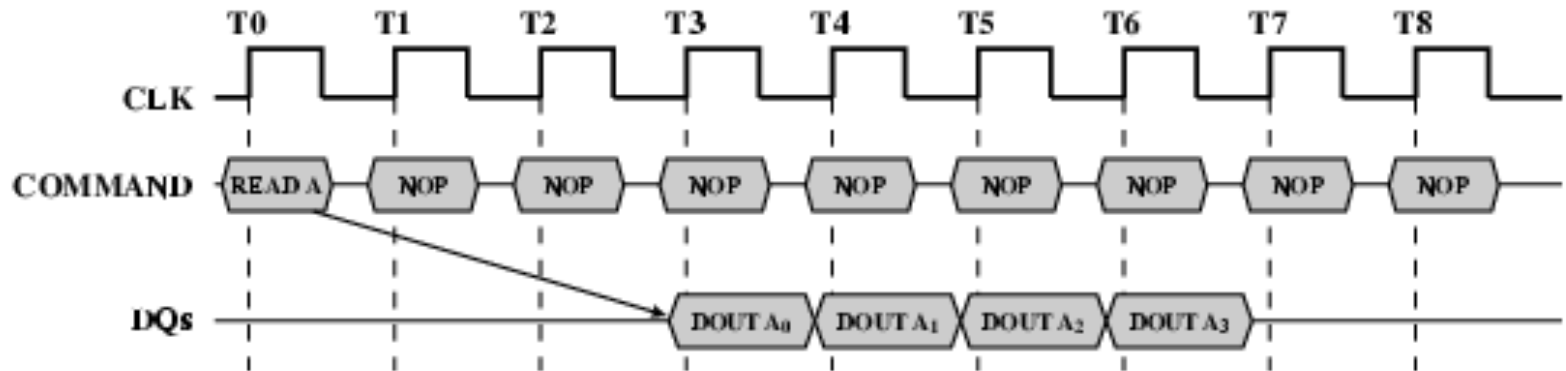 T0 T1 T2 T3 T4 T5 T6 T7 T8
CLK
COMMAND READ A NOP NOP NOP NOP NOP NOP NOP NOP
DQs DOUT A₀ DOUT A₁ DOUT A₂ DOUT A₃